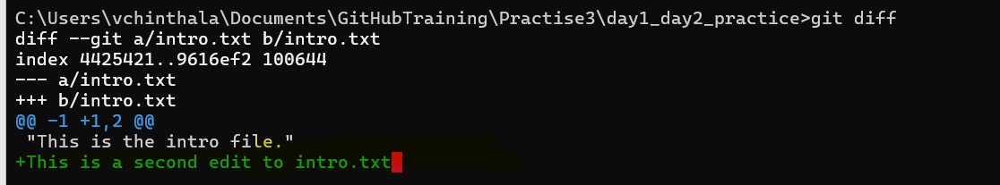 C:\Users\vchinthala\Documents\GitHubTraining\Practise3\day1_day2_practice>git diff
diff --git a/intro.txt b/intro.txt
index 4425421..9616ef2 100644
--- a/intro.txt
+++ b/intro.txt
@@ -1 +1,2 @@
 "This is the intro file."
+This is a second edit to intro.txt